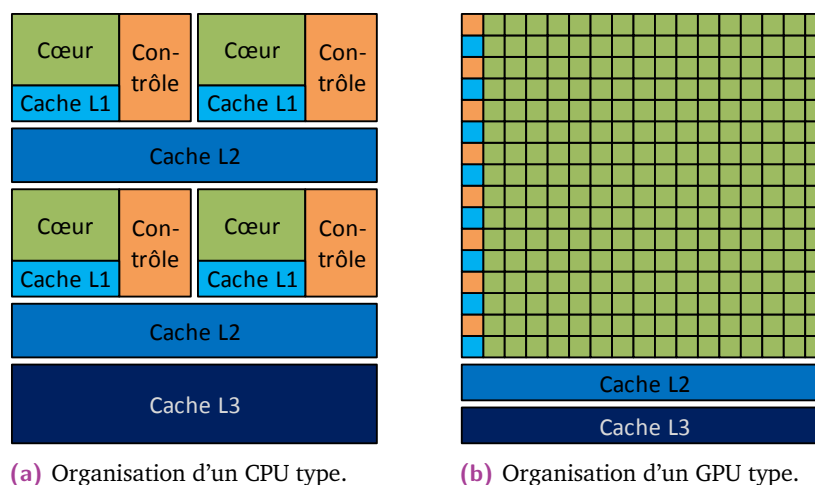 Cœur
Con-
trôle
Cache L1
Cœur
Con-
trôle
Cache L1
Cache L2
Cœur
Con-
trôle
Cache L1
Cœur
Con-
trôle
Cache L1
Cache L2
Cache L3
(a) Organisation d'un CPU type.
Cache L2
Cache L3
(b) Organisation d'un GPU type.